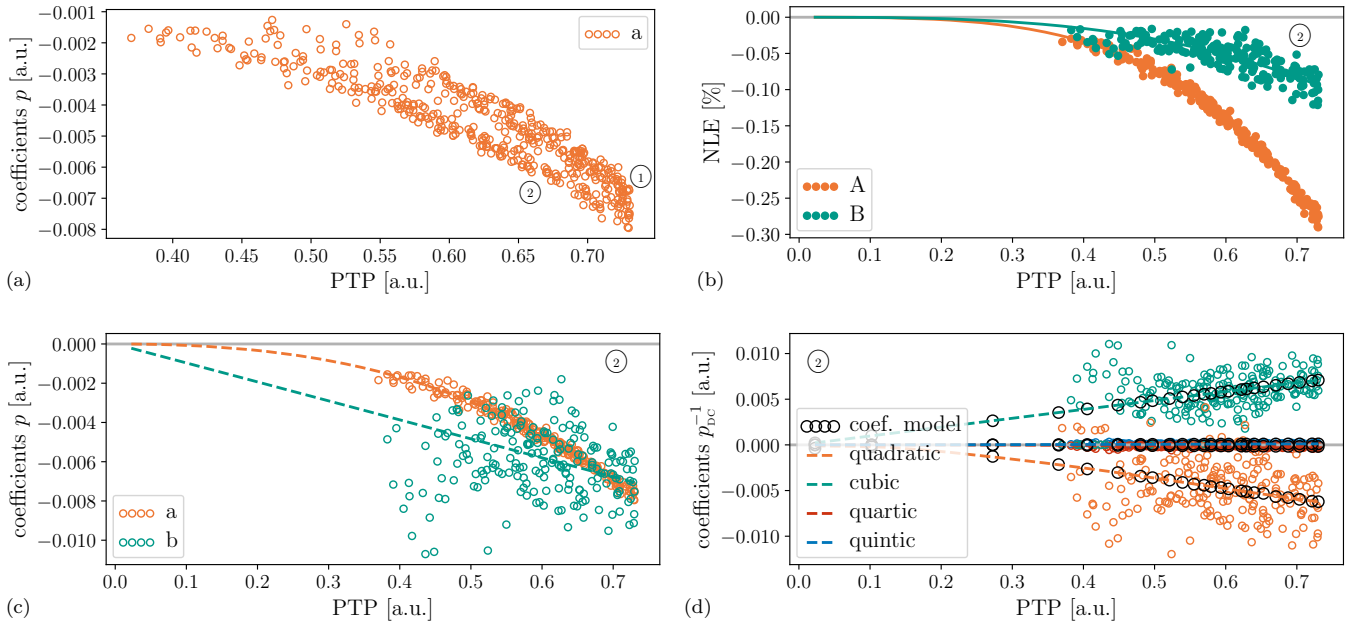 −0.001
−0.002
−0.003
−0.004
−0.005
−0.006
−0.007
−0.008
coefficients p [a.u.]
a
1
2
0.40 0.45 0.50 0.55 0.60 0.65 0.70
PTP [a.u.]
(a)
0.00
−0.05
−0.10
−0.15
−0.20
−0.25
−0.30
NLE [%]
2
A
B
0.0 0.1 0.2 0.3 0.4 0.5 0.6 0.7
PTP [a.u.]
(b)
0.000
−0.002
−0.004
−0.006
−0.008
−0.010
coefficients p [a.u.]
2
a
b
0.0 0.1 0.2 0.3 0.4 0.5 0.6 0.7
PTP [a.u.]
(c)
0.010
0.005
0.000
−0.005
−0.010
coefficients p_DC^−1 [a.u.]
2
coef. model
quadratic
cubic
quartic
quintic
0.0 0.1 0.2 0.3 0.4 0.5 0.6 0.7
PTP [a.u.]
(d)